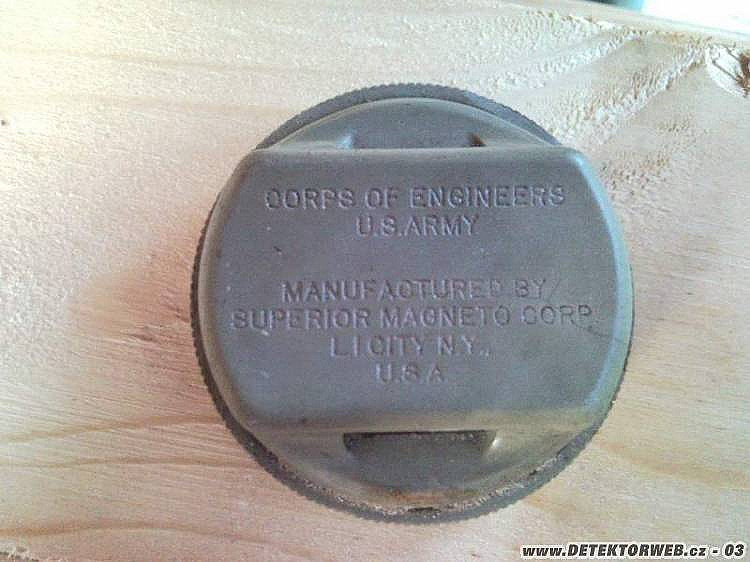 CORPS OF ENGINEERS
U.S.ARMY
MANUFACTURED BY
SUPERIOR MAGNETO CORP.
L.I CITY N.Y.,
U.S.A.
www.DETEKTORWEB.cz - 03